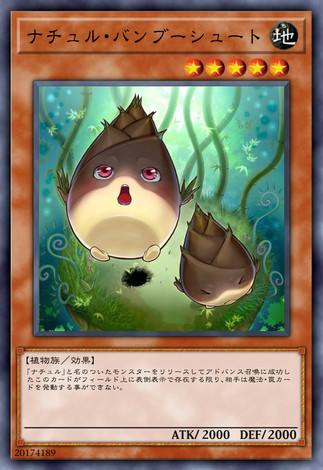 ナチュル・バンブーシュート 地
【植物族／効果】
「ナチュル」と名のついたモンスターをリリースしてアドバンス召喚に成功し
たこのカードがフィールド上に表側表示で存在する限り、相手は魔法・罠カー
ドを発動する事ができない。
ATK/ 2000 DEF/ 2000
20174189